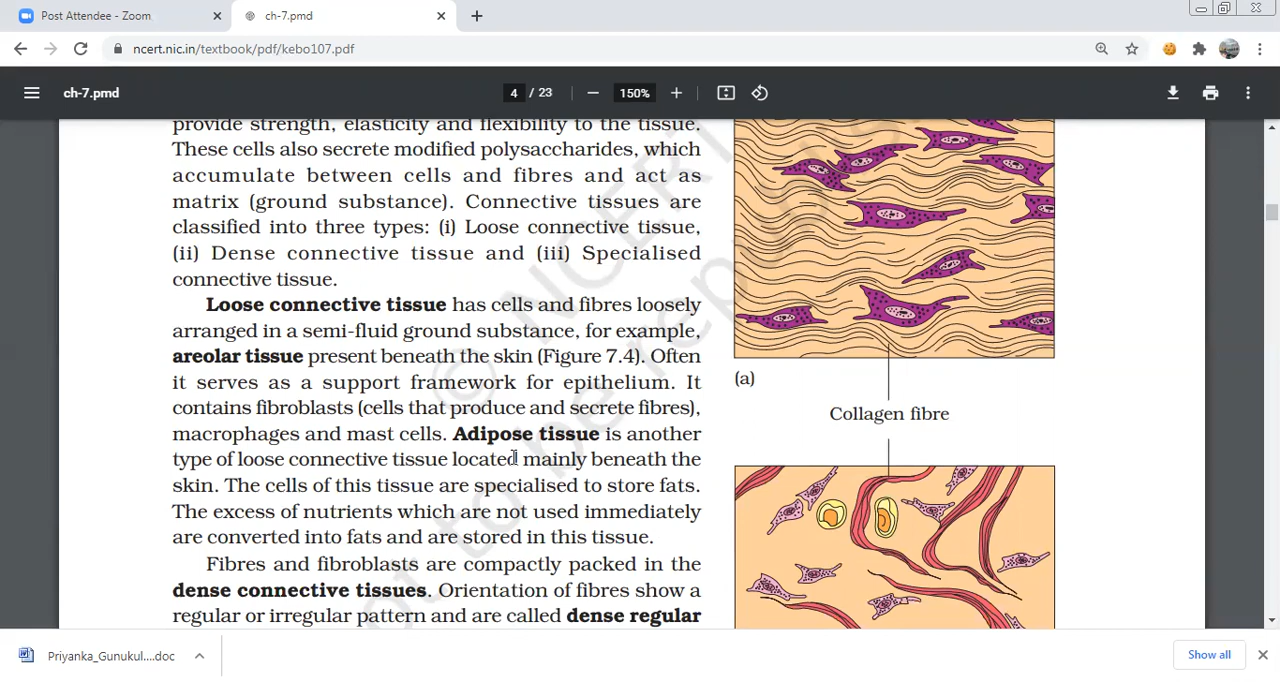 Post Attendee - Zoom
ch-7.pmd
ncert.nic.in/textbook/pdf/kebo107.pdf
ch-7.pmd
4 / 23
150%
provide strength, elasticity and flexibility to the tissue.
These cells also secrete modified polysaccharides, which
accumulate between cells and fibres and act as
matrix (ground substance). Connective tissues are
classified into three types: (i) Loose connective tissue,
(ii) Dense connective tissue and (iii) Specialised
connective tissue.
Loose connective tissue has cells and fibres loosely
arranged in a semi-fluid ground substance, for example,
areolar tissue present beneath the skin (Figure 7.4). Often
it serves as a support framework for epithelium. It
contains fibroblasts (cells that produce and secrete fibres),
macrophages and mast cells. Adipose tissue is another
type of loose connective tissue located mainly beneath the
skin. The cells of this tissue are specialised to store fats.
The excess of nutrients which are not used immediately
are converted into fats and are stored in this tissue.
Fibres and fibroblasts are compactly packed in the
dense connective tissues. Orientation of fibres show a
regular or irregular pattern and are called dense regular
(a)
Collagen fibre
© NCERT
not to be repu
Priyanka_Gunukul....doc
Show all